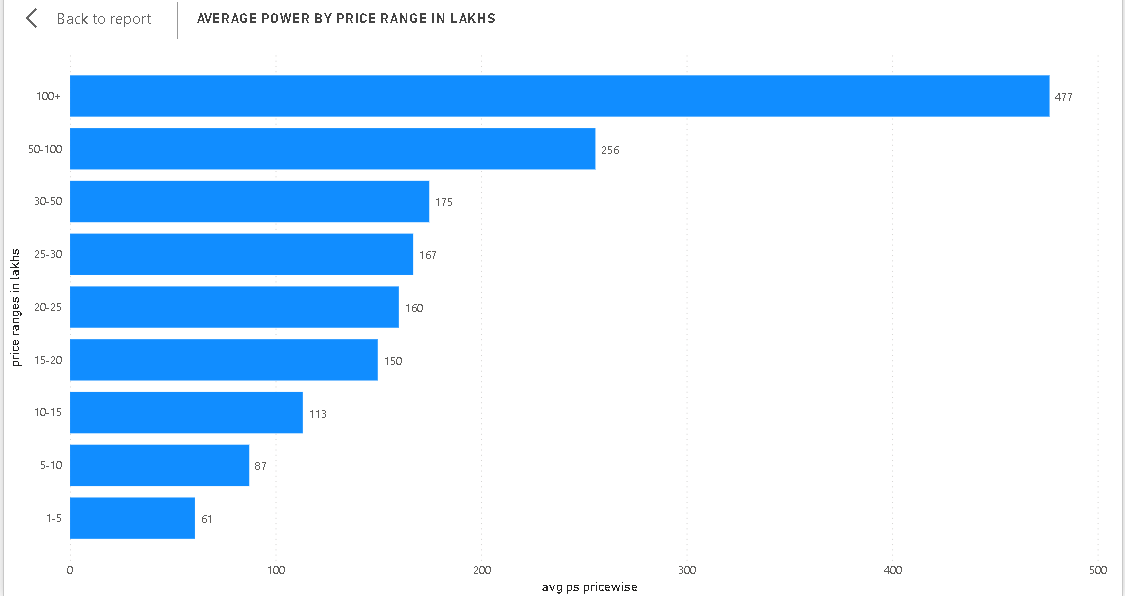 Back to report
AVERAGE POWER BY PRICE RANGE IN LAKHS
price ranges in lakhs
100+ 477
50-100 256
30-50 175
25-30 167
20-25 160
15-20 150
10-15 113
5-10 87
1-5 61
0 100 200 300 400 500
avg ps pricewise